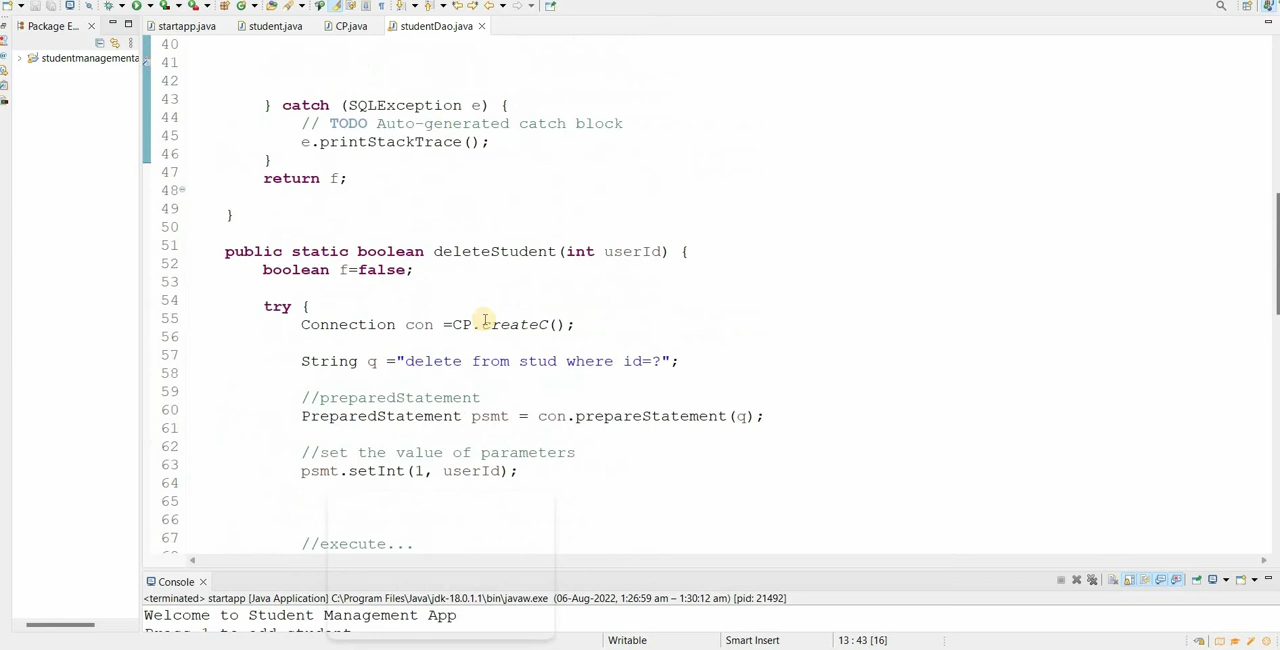 Package E...
startapp.java
student.java
CP.java
studentDao.java
studentmanagementa
40
41
42
43 } catch (SQLException e) {
44 // TODO Auto-generated catch block
45 e.printStackTrace();
46 }
47 return f;
48
49 }
50
51 public static boolean deleteStudent(int userId) {
52 boolean f=false;
53
54 try {
55 Connection con =CP.createC();
56
57 String q ="delete from stud where id=?";
58
59 //preparedStatement
60 PreparedStatement psmt = con.prepareStatement(q);
61
62 //set the value of parameters
63 psmt.setInt(1, userId);
64
65
66
67 //execute...
Console
<terminated> startapp [Java Application] C:\Program Files\Java\jdk-18.0.1.1\bin\javaw.exe (06-Aug-2022, 1:26:59 am – 1:30:12 am) [pid: 21492]
Welcome to Student Management App
Press 1 to add student
Writable
Smart Insert
13 : 43 [16]